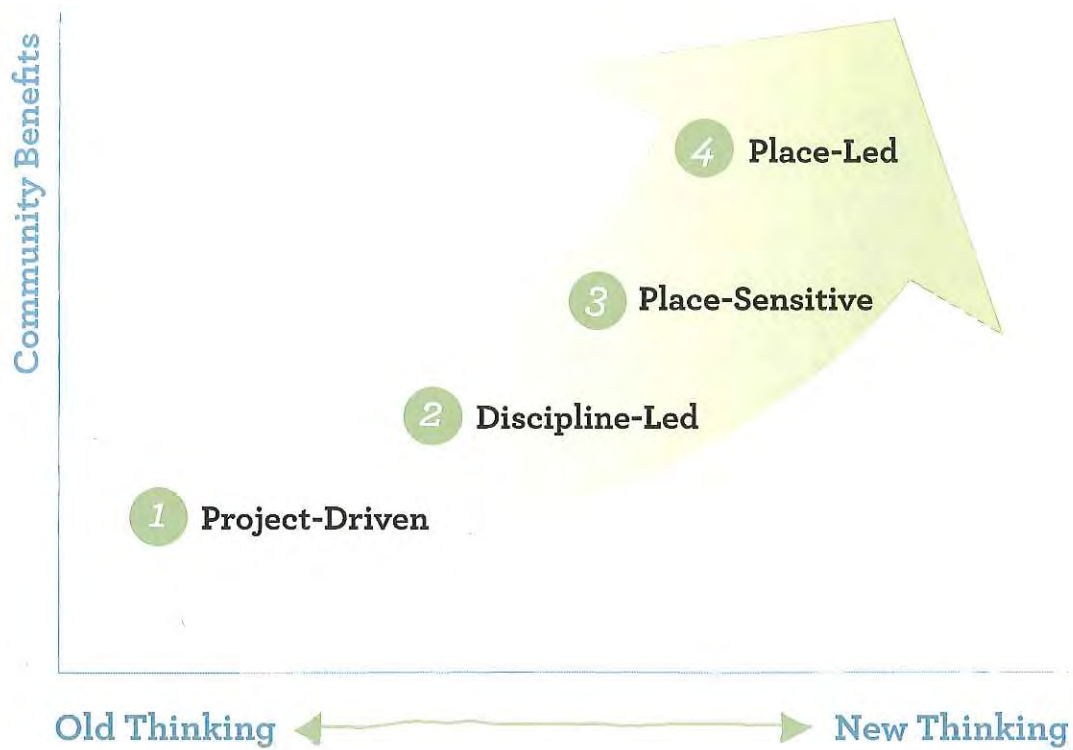 Community Benefits
4 Place-Led
3 Place-Sensitive
2 Discipline-Led
1 Project-Driven
Old Thinking
New Thinking